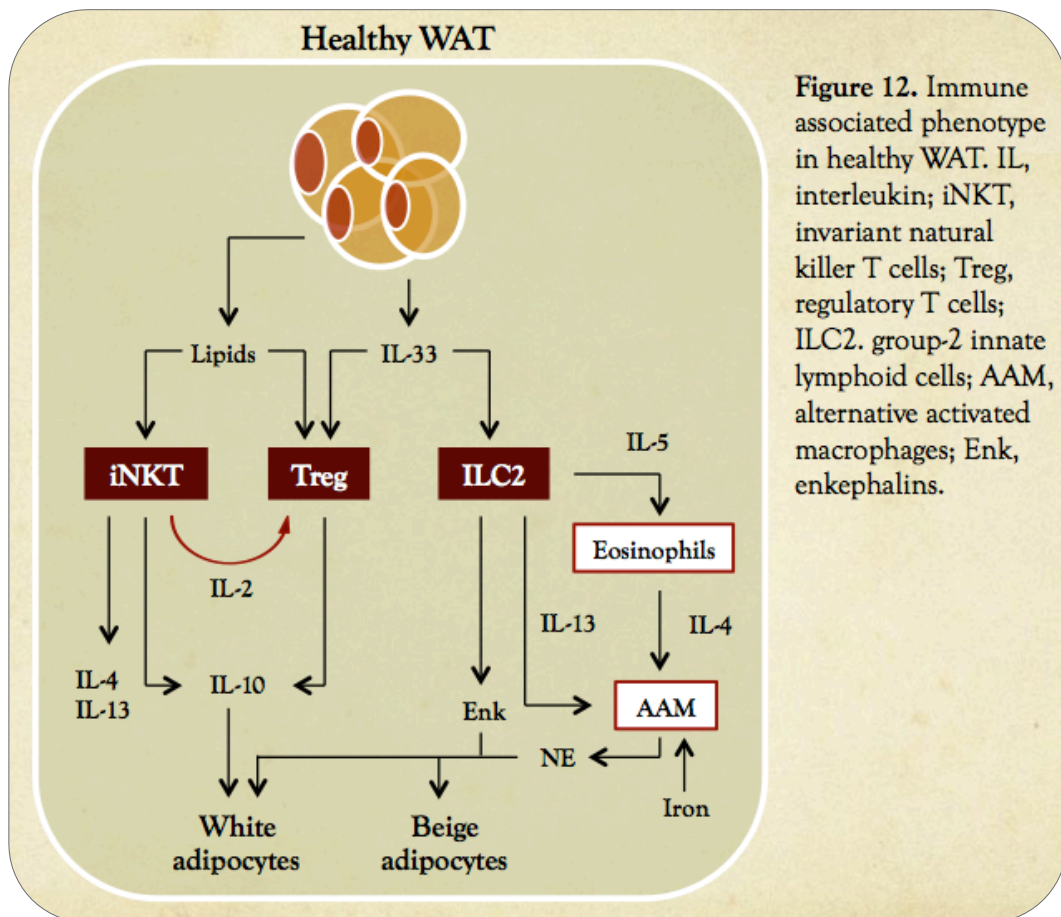 Healthy WAT
Figure 12. Immune
associated phenotype
in healthy WAT. IL,
interleukin; iNKT,
invariant natural
killer T cells; Treg,
regulatory T cells;
ILC2. group-2 innate
lymphoid cells; AAM,
alternative activated
macrophages; Enk,
enkephalins.
Lipids
IL-33
iNKT
Treg
ILC2
IL-5
Eosinophils
IL-2
IL-13
IL-4
IL-4
IL-13
IL-10
Enk
AAM
NE
Iron
White
adipocytes
Beige
adipocytes